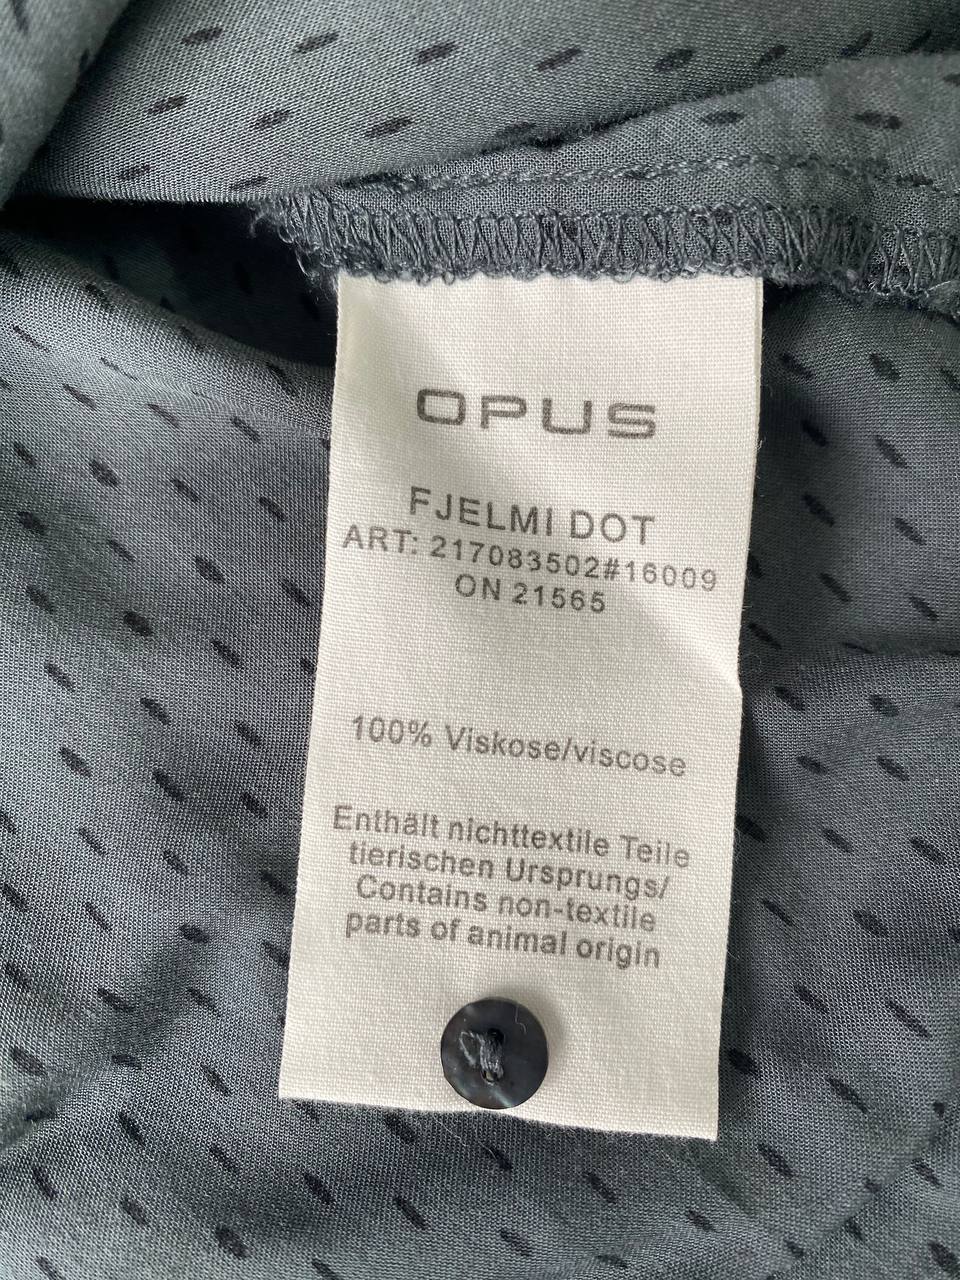 OPUS
FJELMI DOT
ART: 217083502#16009
ON 21565
100% Viskose/viscose
Enthält nichttextile Teile
tierischen Ursprungs/
Contains non-textile
parts of animal origin